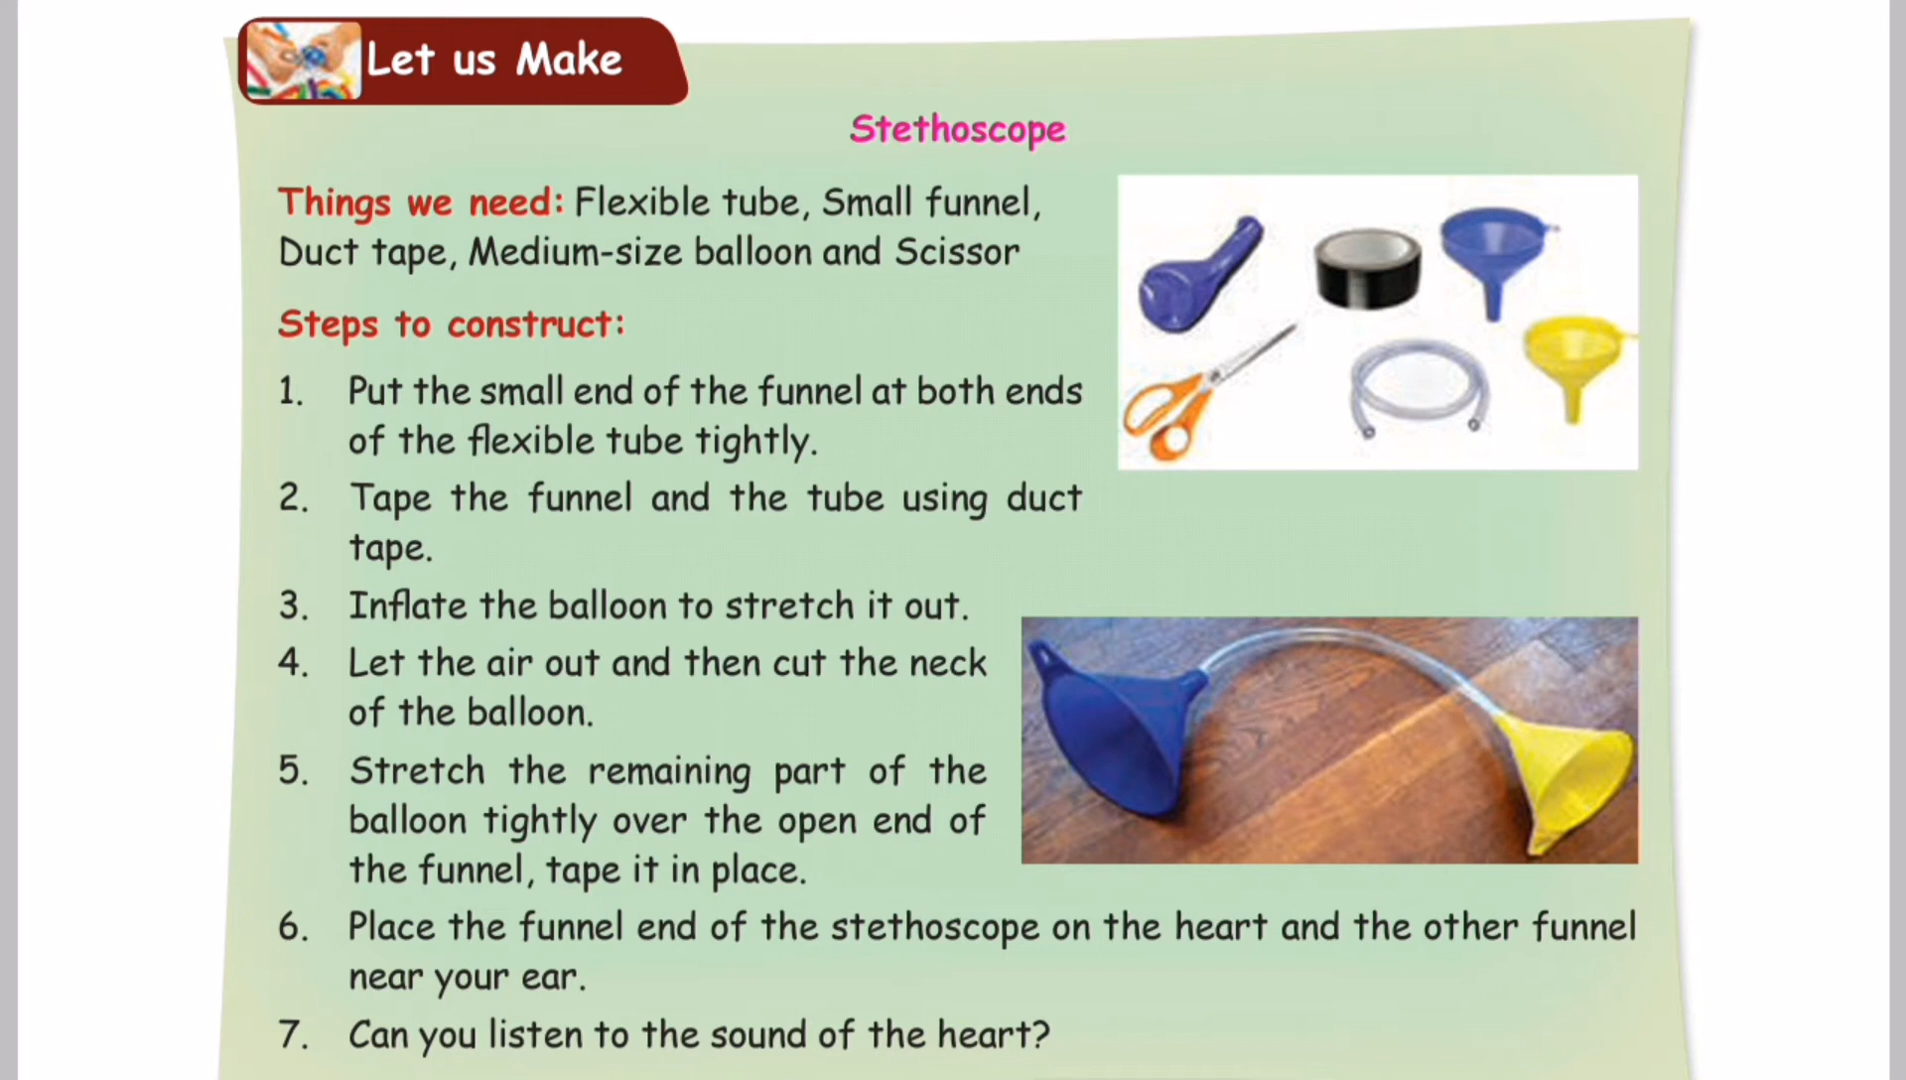 Let us Make
Stethoscope
Things we need: Flexible tube, Small funnel,
Duct tape, Medium-size balloon and Scissor
Steps to construct:
1. Put the small end of the funnel at both ends
of the flexible tube tightly.
2. Tape the funnel and the tube using duct
tape.
3. Inflate the balloon to stretch it out.
4. Let the air out and then cut the neck
of the balloon.
5. Stretch the remaining part of the
balloon tightly over the open end of
the funnel, tape it in place.
6. Place the funnel end of the stethoscope on the heart and the other funnel
near your ear.
7. Can you listen to the sound of the heart?